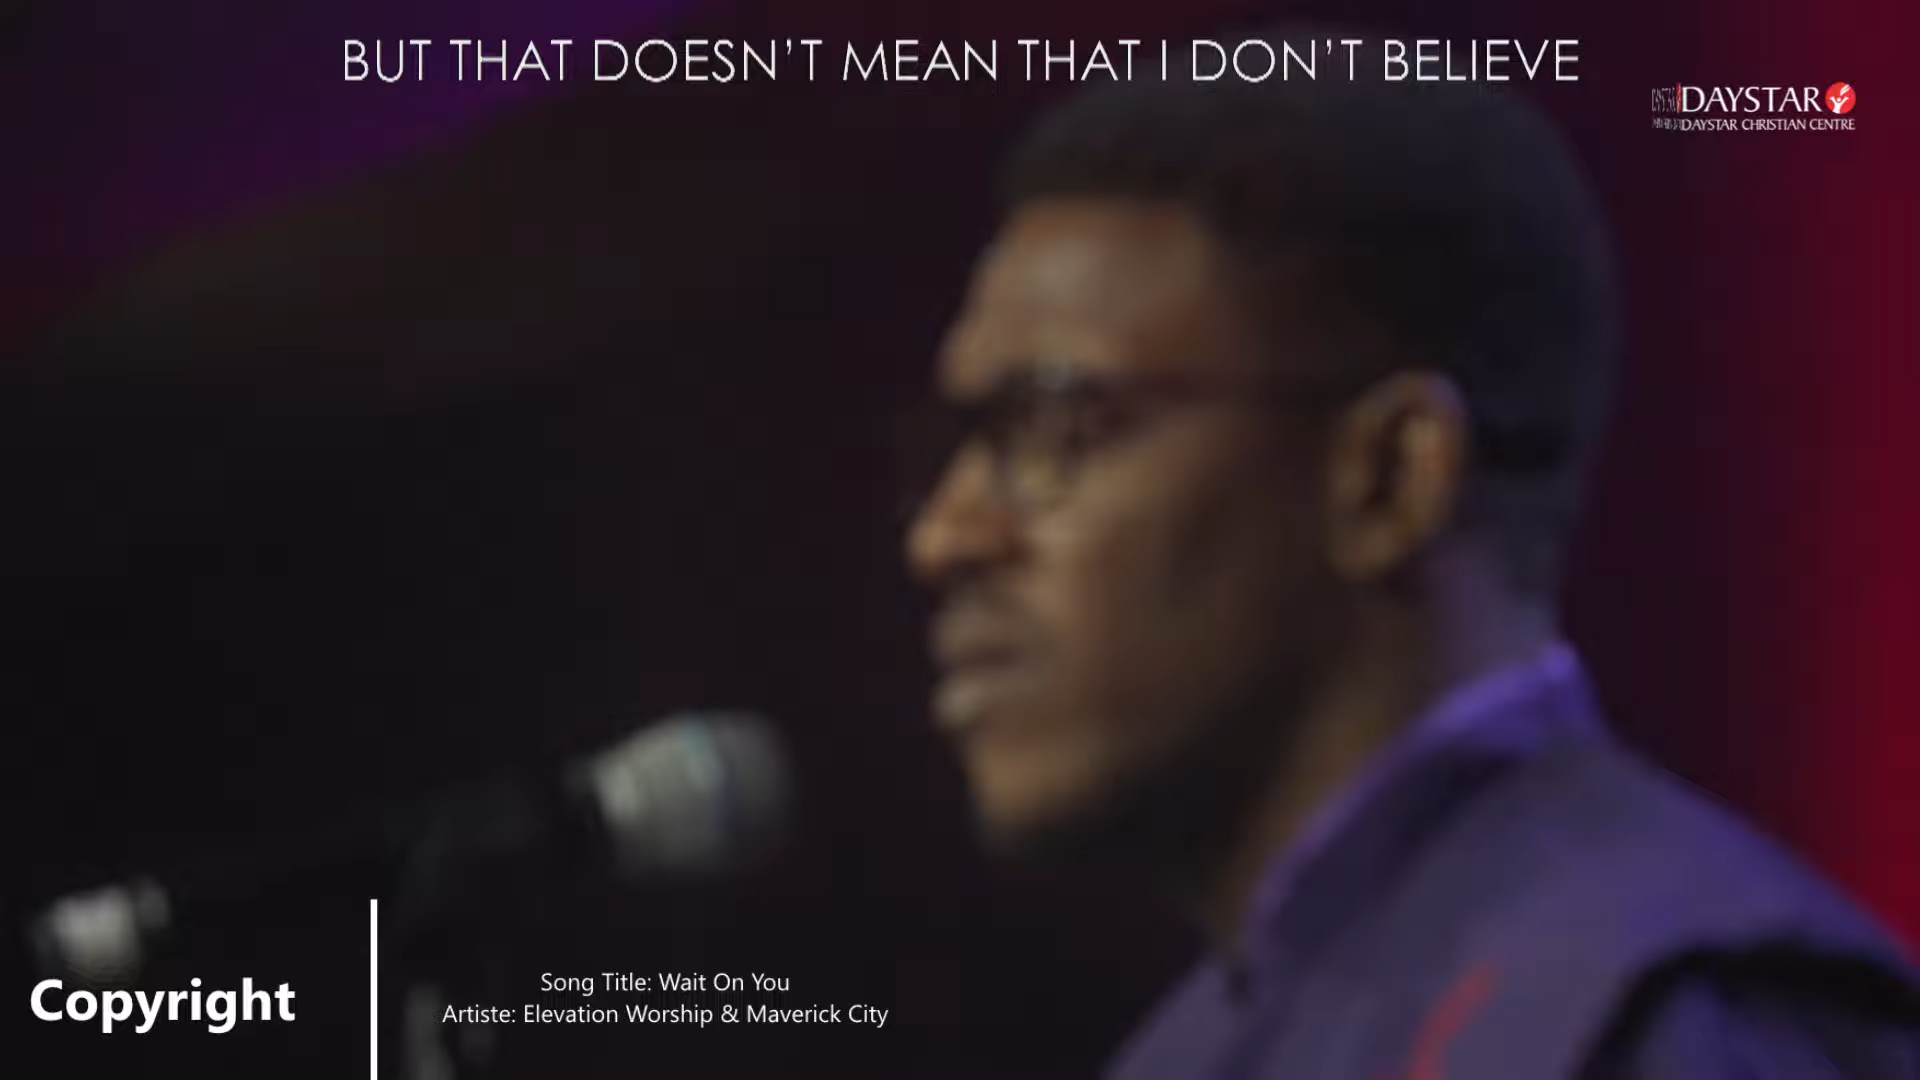 BUT THAT DOESN'T MEAN THAT I DON'T BELIEVE
DAYSTAR
DAYSTAR CHRISTIAN CENTRE
Copyright
Song Title: Wait On You
Artiste: Elevation Worship & Maverick City